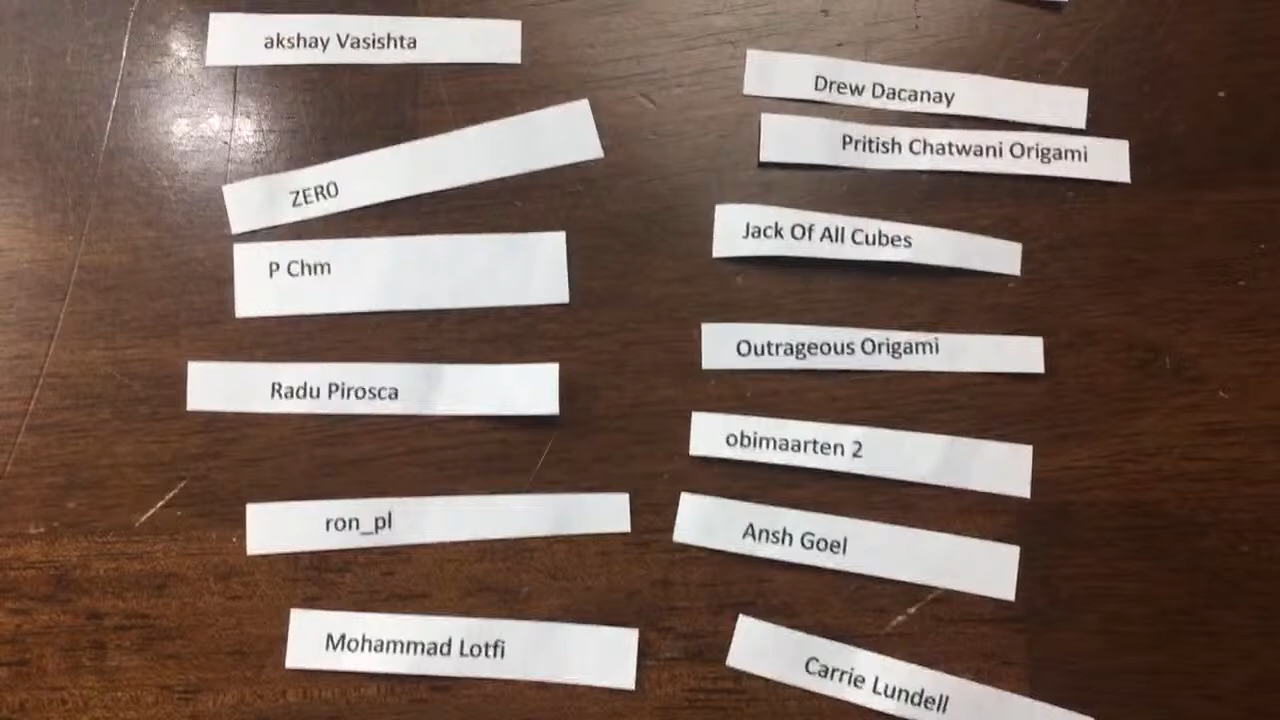 akshay Vasishta
ZER0
P Chm
Radu Pirosca
ron_pl
Mohammad Lotfi
Drew Dacanay
Pritish Chatwani Origami
Jack Of All Cubes
Outrageous Origami
obimaarten 2
Ansh Goel
Carrie Lundell